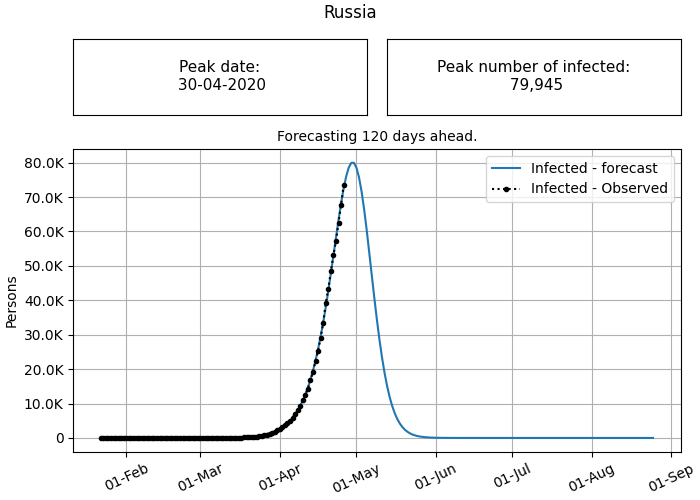 Russia
Peak date:
30-04-2020
Peak number of infected:
79,945
Forecasting 120 days ahead.
Infected - forecast
Infected - Observed
Persons
80.0K
70.0K
60.0K
50.0K
40.0K
30.0K
20.0K
10.0K
0
01-Feb
01-Mar
01-Apr
01-May
01-Jun
01-Jul
01-Aug
01-Sep